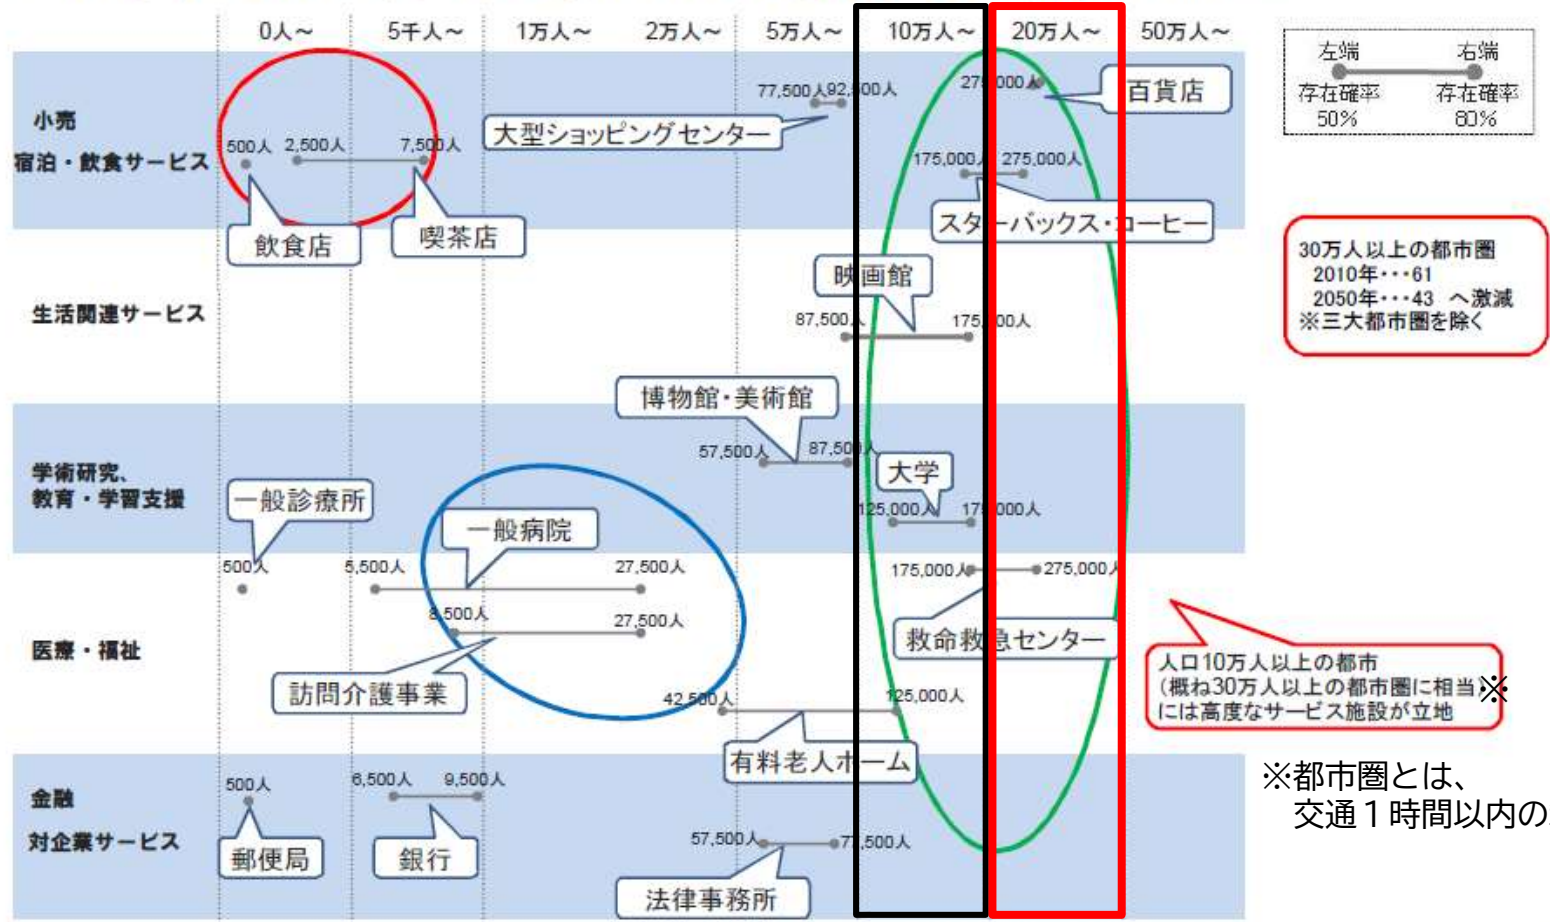 0人～ 5千人～ 1万人～ 2万人～ 5万人～ 10万人～ 20万人～ 50万人～
左端 右端
存在確率 存在確率
50% 80%
小売
宿泊・飲食サービス
500人 2,500人 7,500人
飲食店
喫茶店
77,500人 92,500人
大型ショッピングセンター
275,000人
百貨店
175,000人 275,000人
スターバックス・コーヒー
30万人以上の都市圏
2010年・・・61
2050年・・・43 へ激減
※三大都市圏を除く
生活関連サービス
映画館
87,500人 175,000人
学術研究、
教育・学習支援
博物館・美術館
57,500人 87,500人
大学
125,000人 175,000人
医療・福祉
一般診療所
500人
一般病院
5,500人 27,500人
8,500人 27,500人
訪問介護事業
175,000人 275,000人
救命救急センター
42,500人 125,000人
有料老人ホーム
人口10万人以上の都市
（概ね30万人以上の都市圏に相当）※
には高度なサービス施設が立地
金融
対企業サービス
500人
郵便局
6,500人 9,500人
銀行
57,500人 77,500人
法律事務所
※都市圏とは、
交通１時間以内の